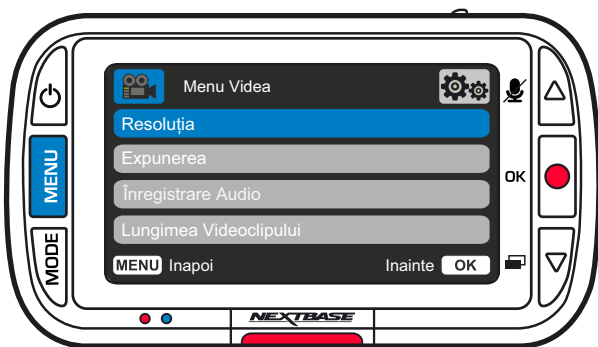 Menu Videa
Resoluția
MENU
Expunerea
OK
Înregistrare Audio
Lungimea Videoclipului
MODE
MENU Inapoi
Inainte OK
NEXTBASE